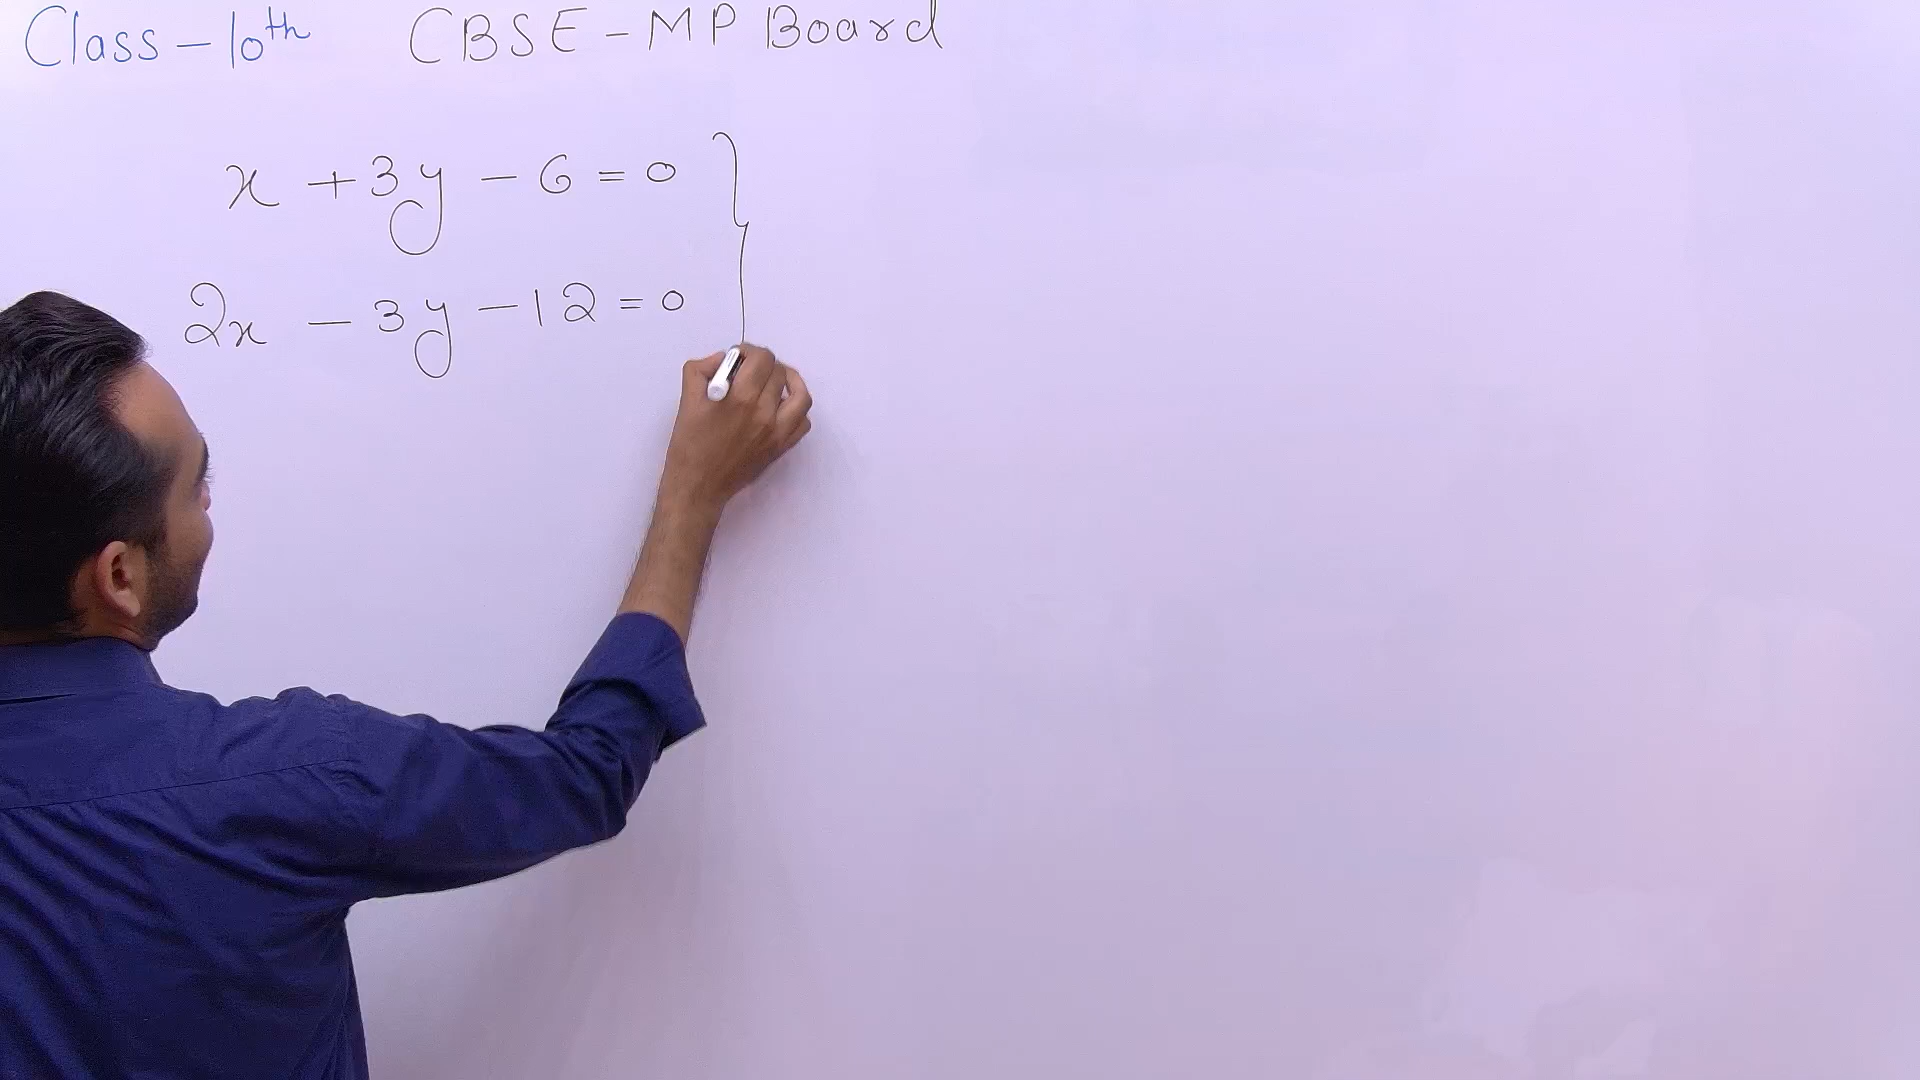 Class - 10th CBSE - MP Board
x + 3y - 6 = 0
2x - 3y - 12 = 0